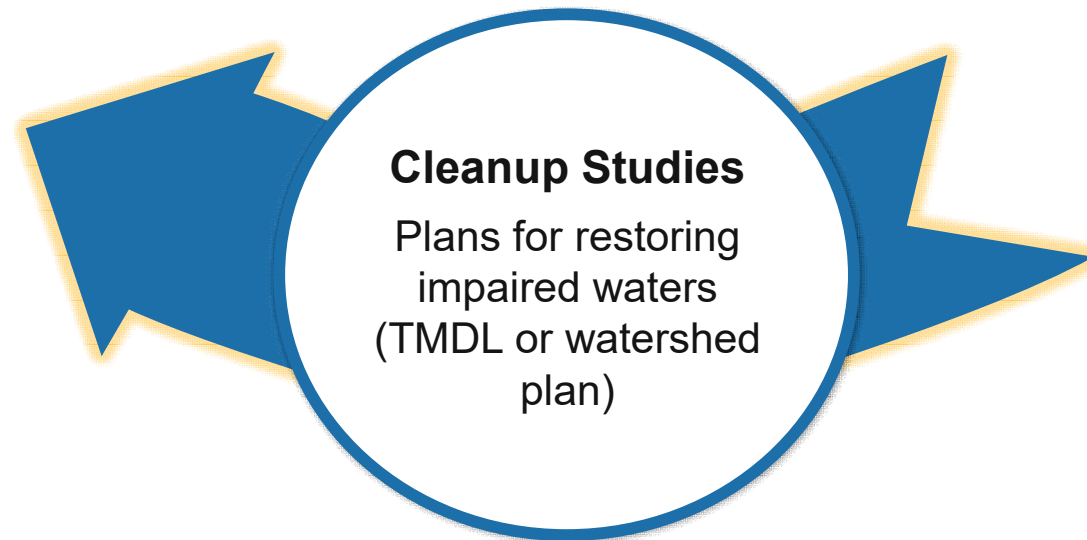 Cleanup Studies
Plans for restoring
impaired waters
(TMDL or watershed
plan)